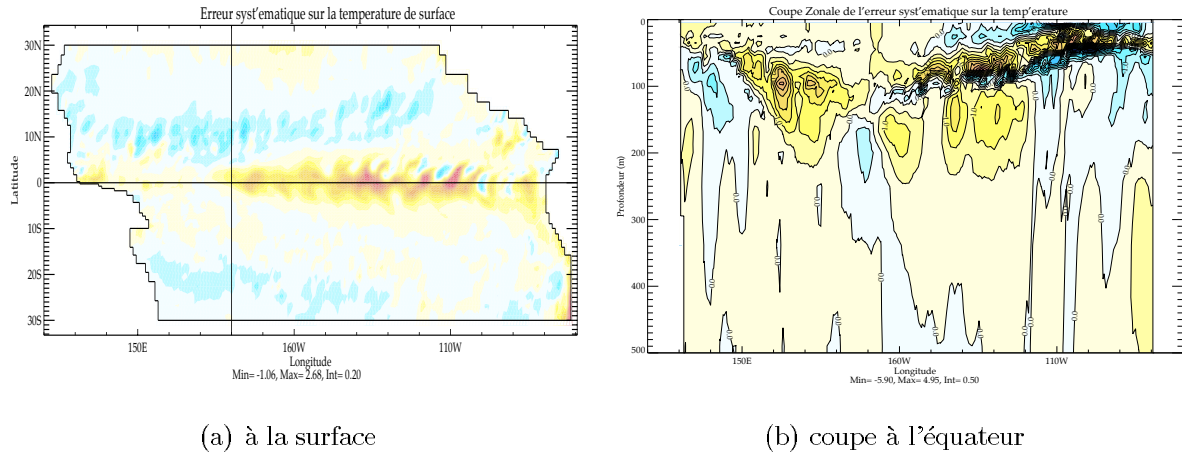 Erreur syst'ematique sur la temperature de surface
30N
20N
10N
0
10S
20S
30S
Latitude
150E
160W
110W
Longitude
Min= -1.06, Max= 2.68, Int= 0.20
(a) à la surface
Coupe Zonale de l'erreur syst'ematique sur la temp'erature
0
100
200
300
400
500
Profondeur (m)
150E
160W
110W
Longitude
Min= -5.90, Max= 4.95, Int= 0.50
(b) coupe à l'équateur